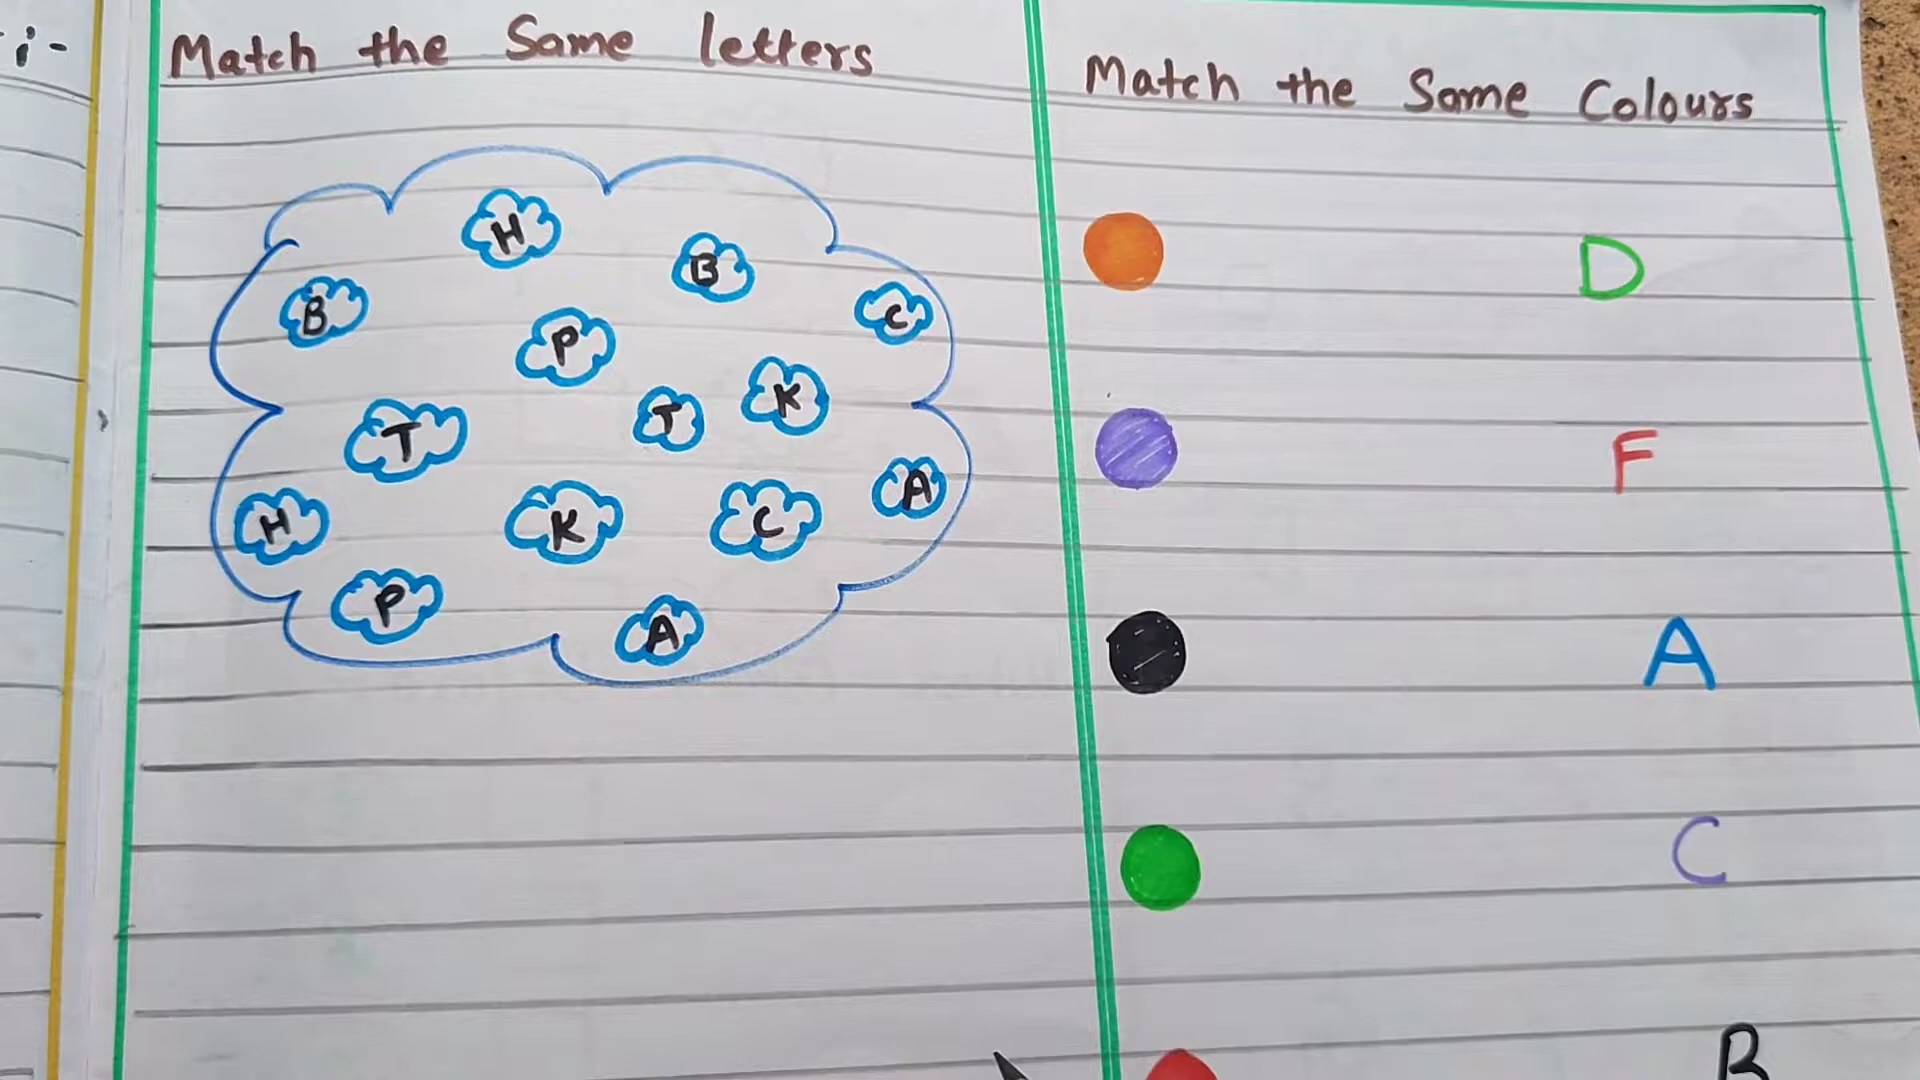 Match the Same letters
H
B
B
C
P
K
T
T
A
H
K
C
P
A
Match the Same Colours
D
F
A
C
B